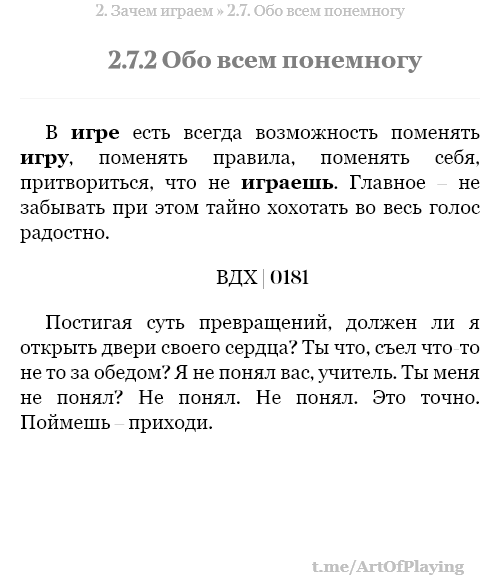 2. Зачем играем » 2.7. Обо всем понемногу
2.7.2 Обо всем понемногу
В игре есть всегда возможность поменять
игру, поменять правила, поменять себя,
притвориться, что не играешь. Главное – не
забывать при этом тайно хохотать во весь голос
радостно.
ВДХ | 0181
Постигая суть превращений, должен ли я
открыть двери своего сердца? Ты что, съел что-то
не то за обедом? Я не понял вас, учитель. Ты меня
не понял? Не понял. Не понял. Это точно.
Поймешь – приходи.
t.me/ArtOfPlaying